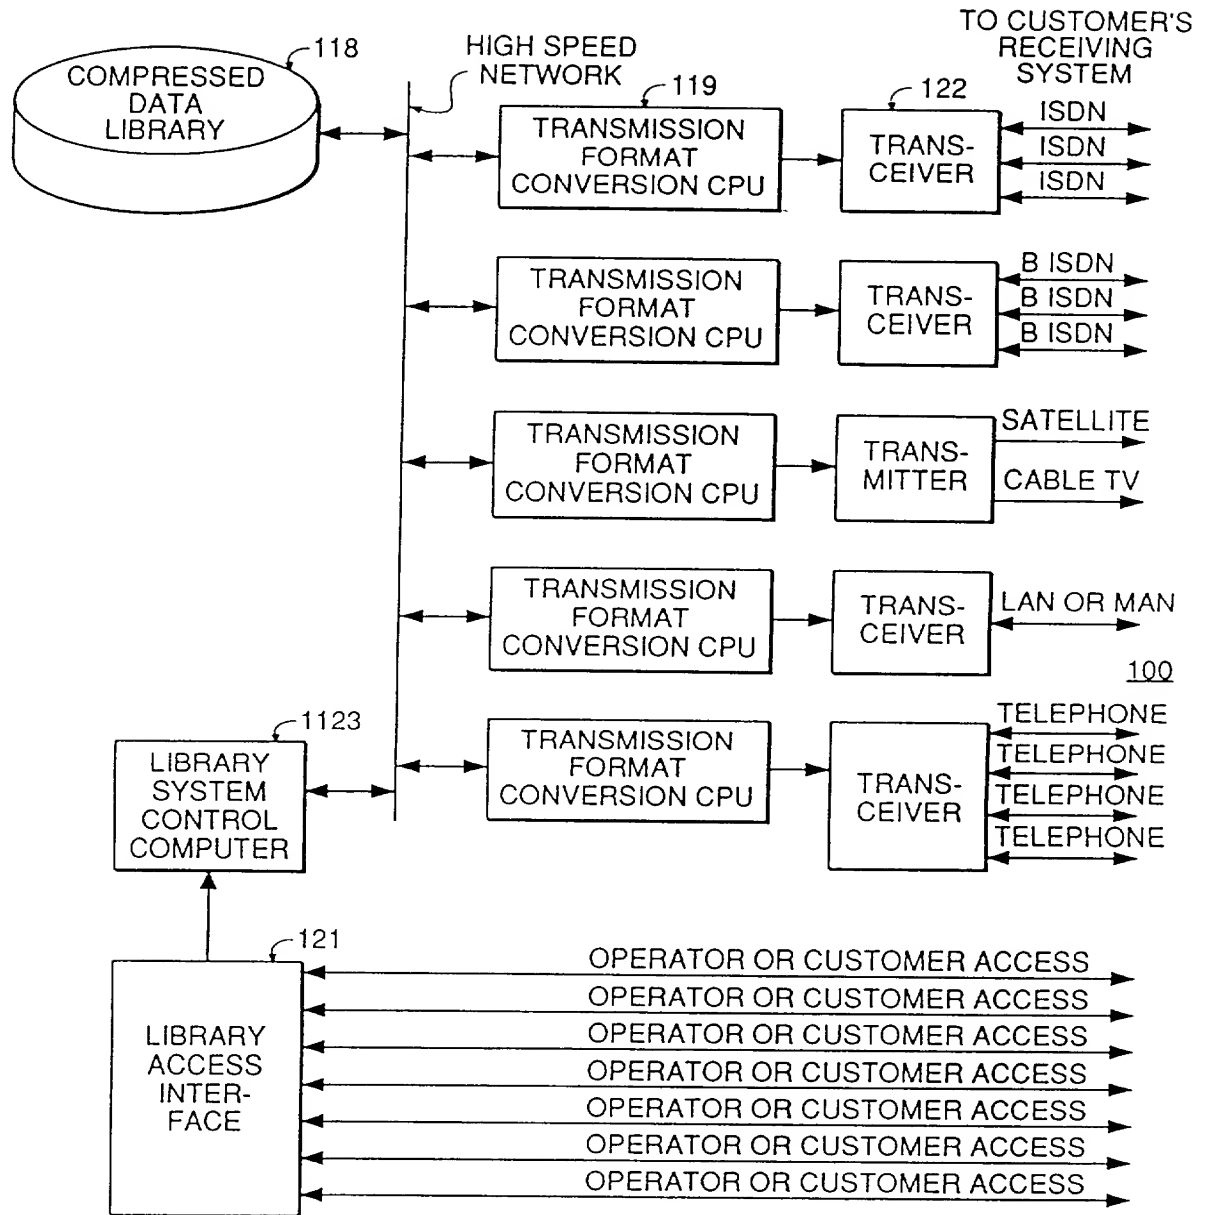 118
COMPRESSED
DATA
LIBRARY
HIGH SPEED
NETWORK
TO CUSTOMER'S
RECEIVING
SYSTEM
119
TRANSMISSION
FORMAT
CONVERSION CPU
122
TRANS-
CEIVER
ISDN
ISDN
ISDN
TRANSMISSION
FORMAT
CONVERSION CPU
TRANS-
CEIVER
B ISDN
B ISDN
B ISDN
TRANSMISSION
FORMAT
CONVERSION CPU
TRANS-
MITTER
SATELLITE
CABLE TV
TRANSMISSION
FORMAT
CONVERSION CPU
TRANS-
CEIVER
LAN OR MAN
100
TRANSMISSION
FORMAT
CONVERSION CPU
TRANS-
CEIVER
TELEPHONE
TELEPHONE
TELEPHONE
TELEPHONE
1123
LIBRARY
SYSTEM
CONTROL
COMPUTER
121
LIBRARY
ACCESS
INTER-
FACE
OPERATOR OR CUSTOMER ACCESS
OPERATOR OR CUSTOMER ACCESS
OPERATOR OR CUSTOMER ACCESS
OPERATOR OR CUSTOMER ACCESS
OPERATOR OR CUSTOMER ACCESS
OPERATOR OR CUSTOMER ACCESS
OPERATOR OR CUSTOMER ACCESS